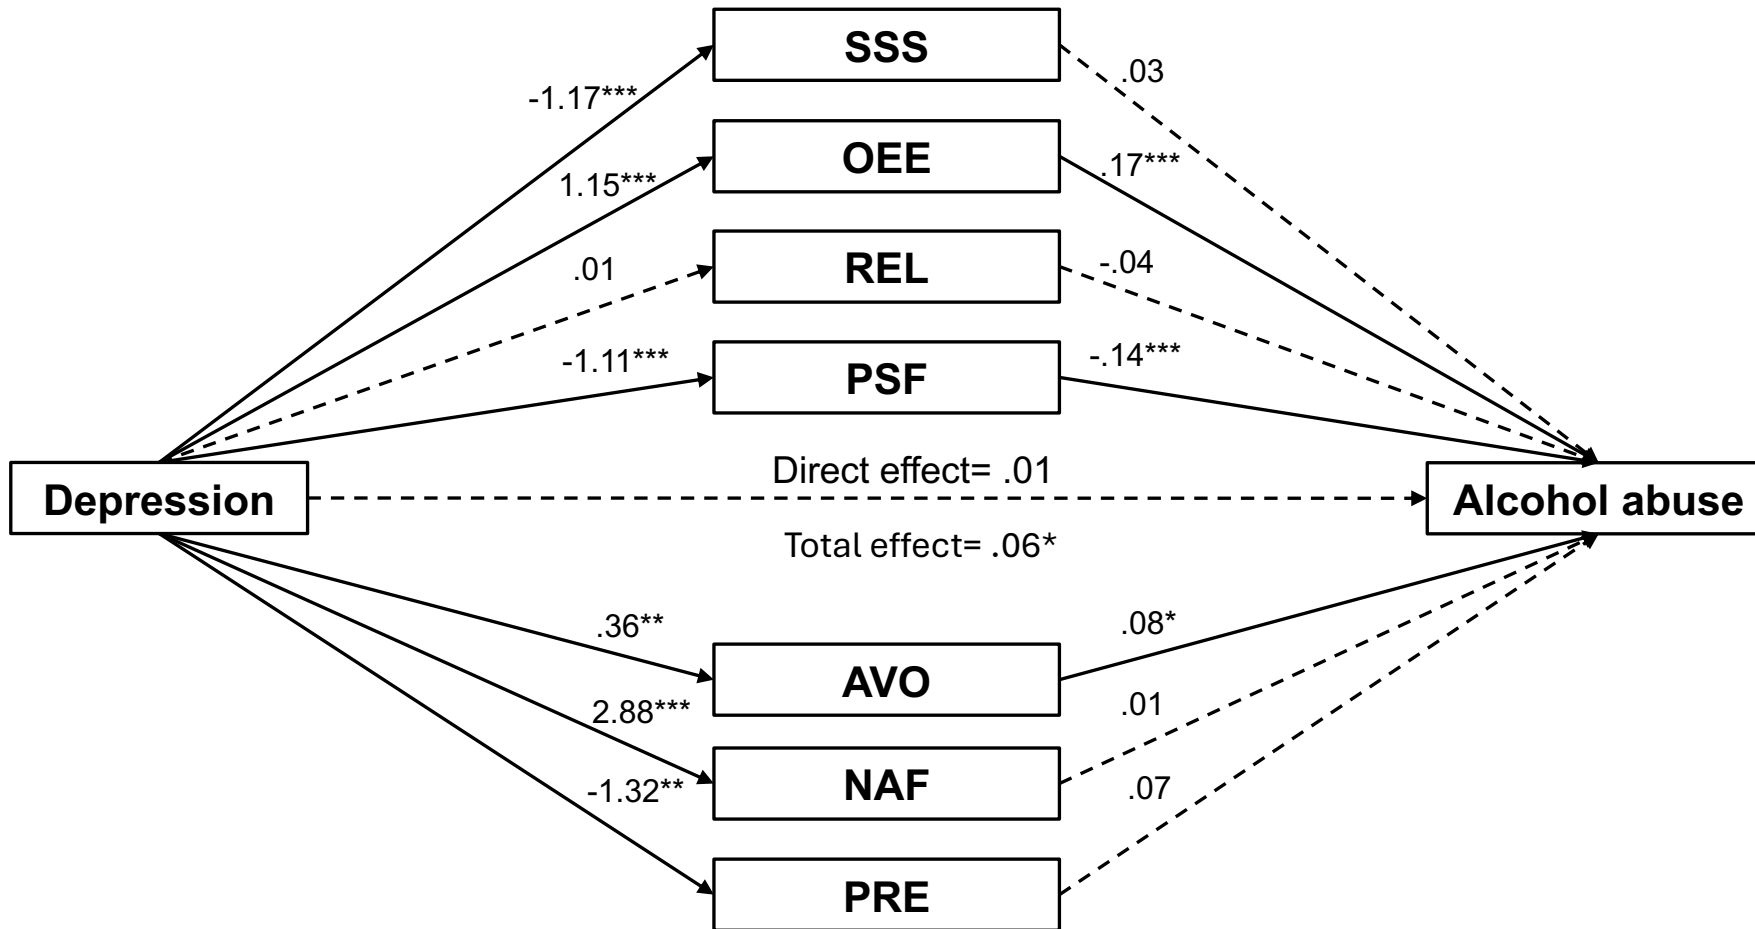 SSS
.03
-1.17***
OEE
.17***
1.15***
REL
-.04
.01
PSF
-.14***
-1.11***
Direct effect= .01
Depression
Alcohol abuse
Total effect= .06*
.36**
.08*
AVO
2.88***
.01
NAF
-1.32**
.07
PRE